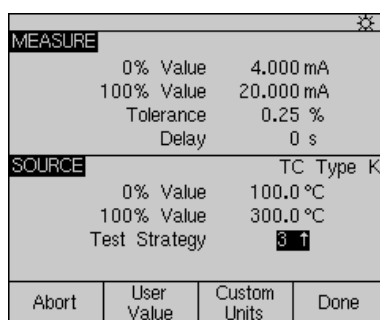 MEASURE
0% Value 4.000 mA
100% Value 20.000 mA
Tolerance 0.25 %
Delay 0 s
SOURCE TC Type K
0% Value 100.0 °C
100% Value 300.0 °C
Test Strategy 3 ↑
Abort User Value Custom Units Done